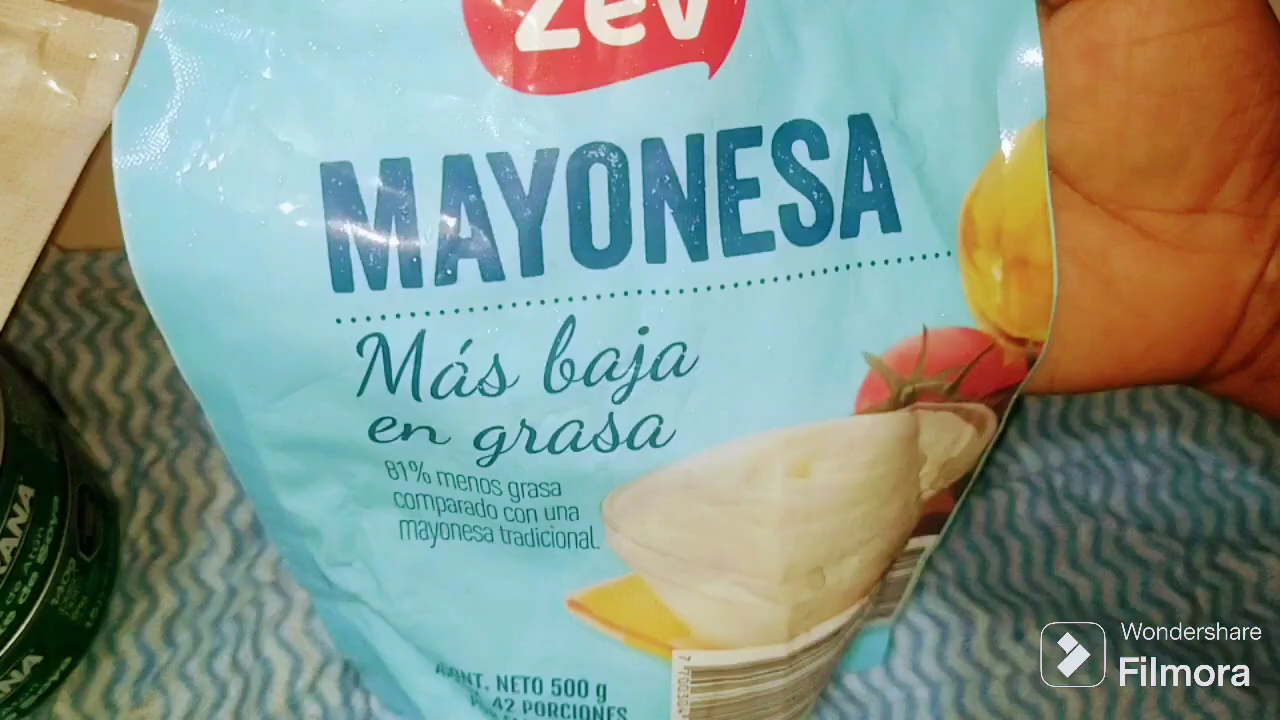 Zev
MAYONESA
Más baja
en grasa
81% menos grasa
comparado con una
mayonesa tradicional.
CONT. NETO 500 g
42 PORCIONES
Wondershare
Filmora